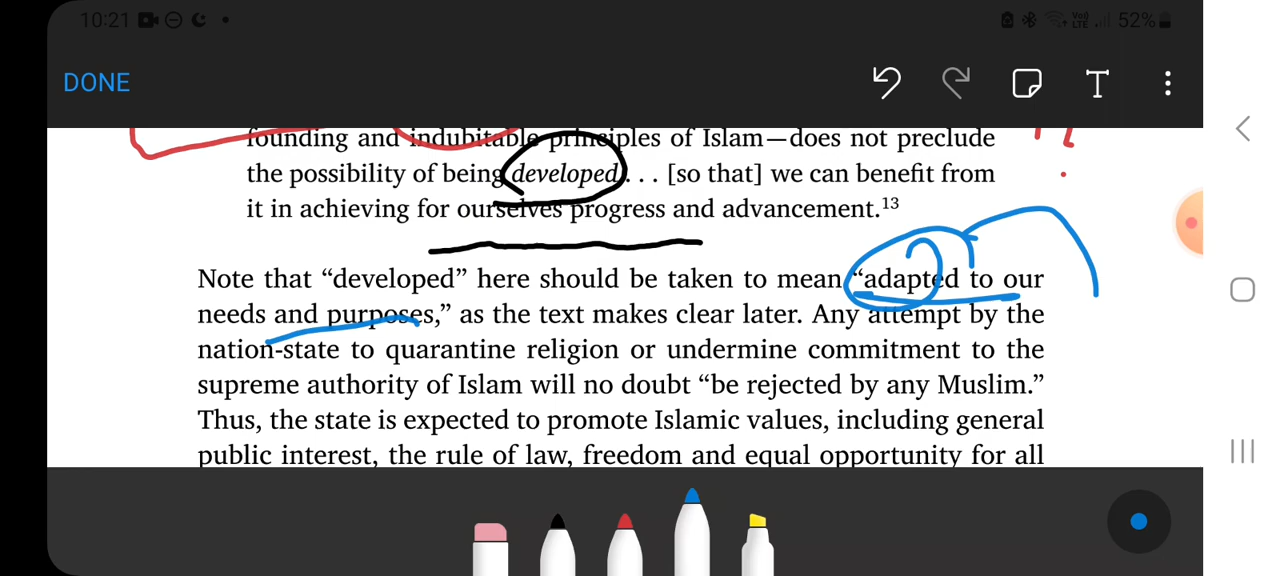 10:21
Vo) LTE 52%
DONE
T
founding and indubitable principles of Islam—does not preclude
the possibility of being developed . . . [so that] we can benefit from
it in achieving for ourselves progress and advancement.13
Note that “developed” here should be taken to mean “adapted to our
needs and purposes,” as the text makes clear later. Any attempt by the
nation-state to quarantine religion or undermine commitment to the
supreme authority of Islam will no doubt “be rejected by any Muslim.”
Thus, the state is expected to promote Islamic values, including general
public interest, the rule of law, freedom and equal opportunity for all